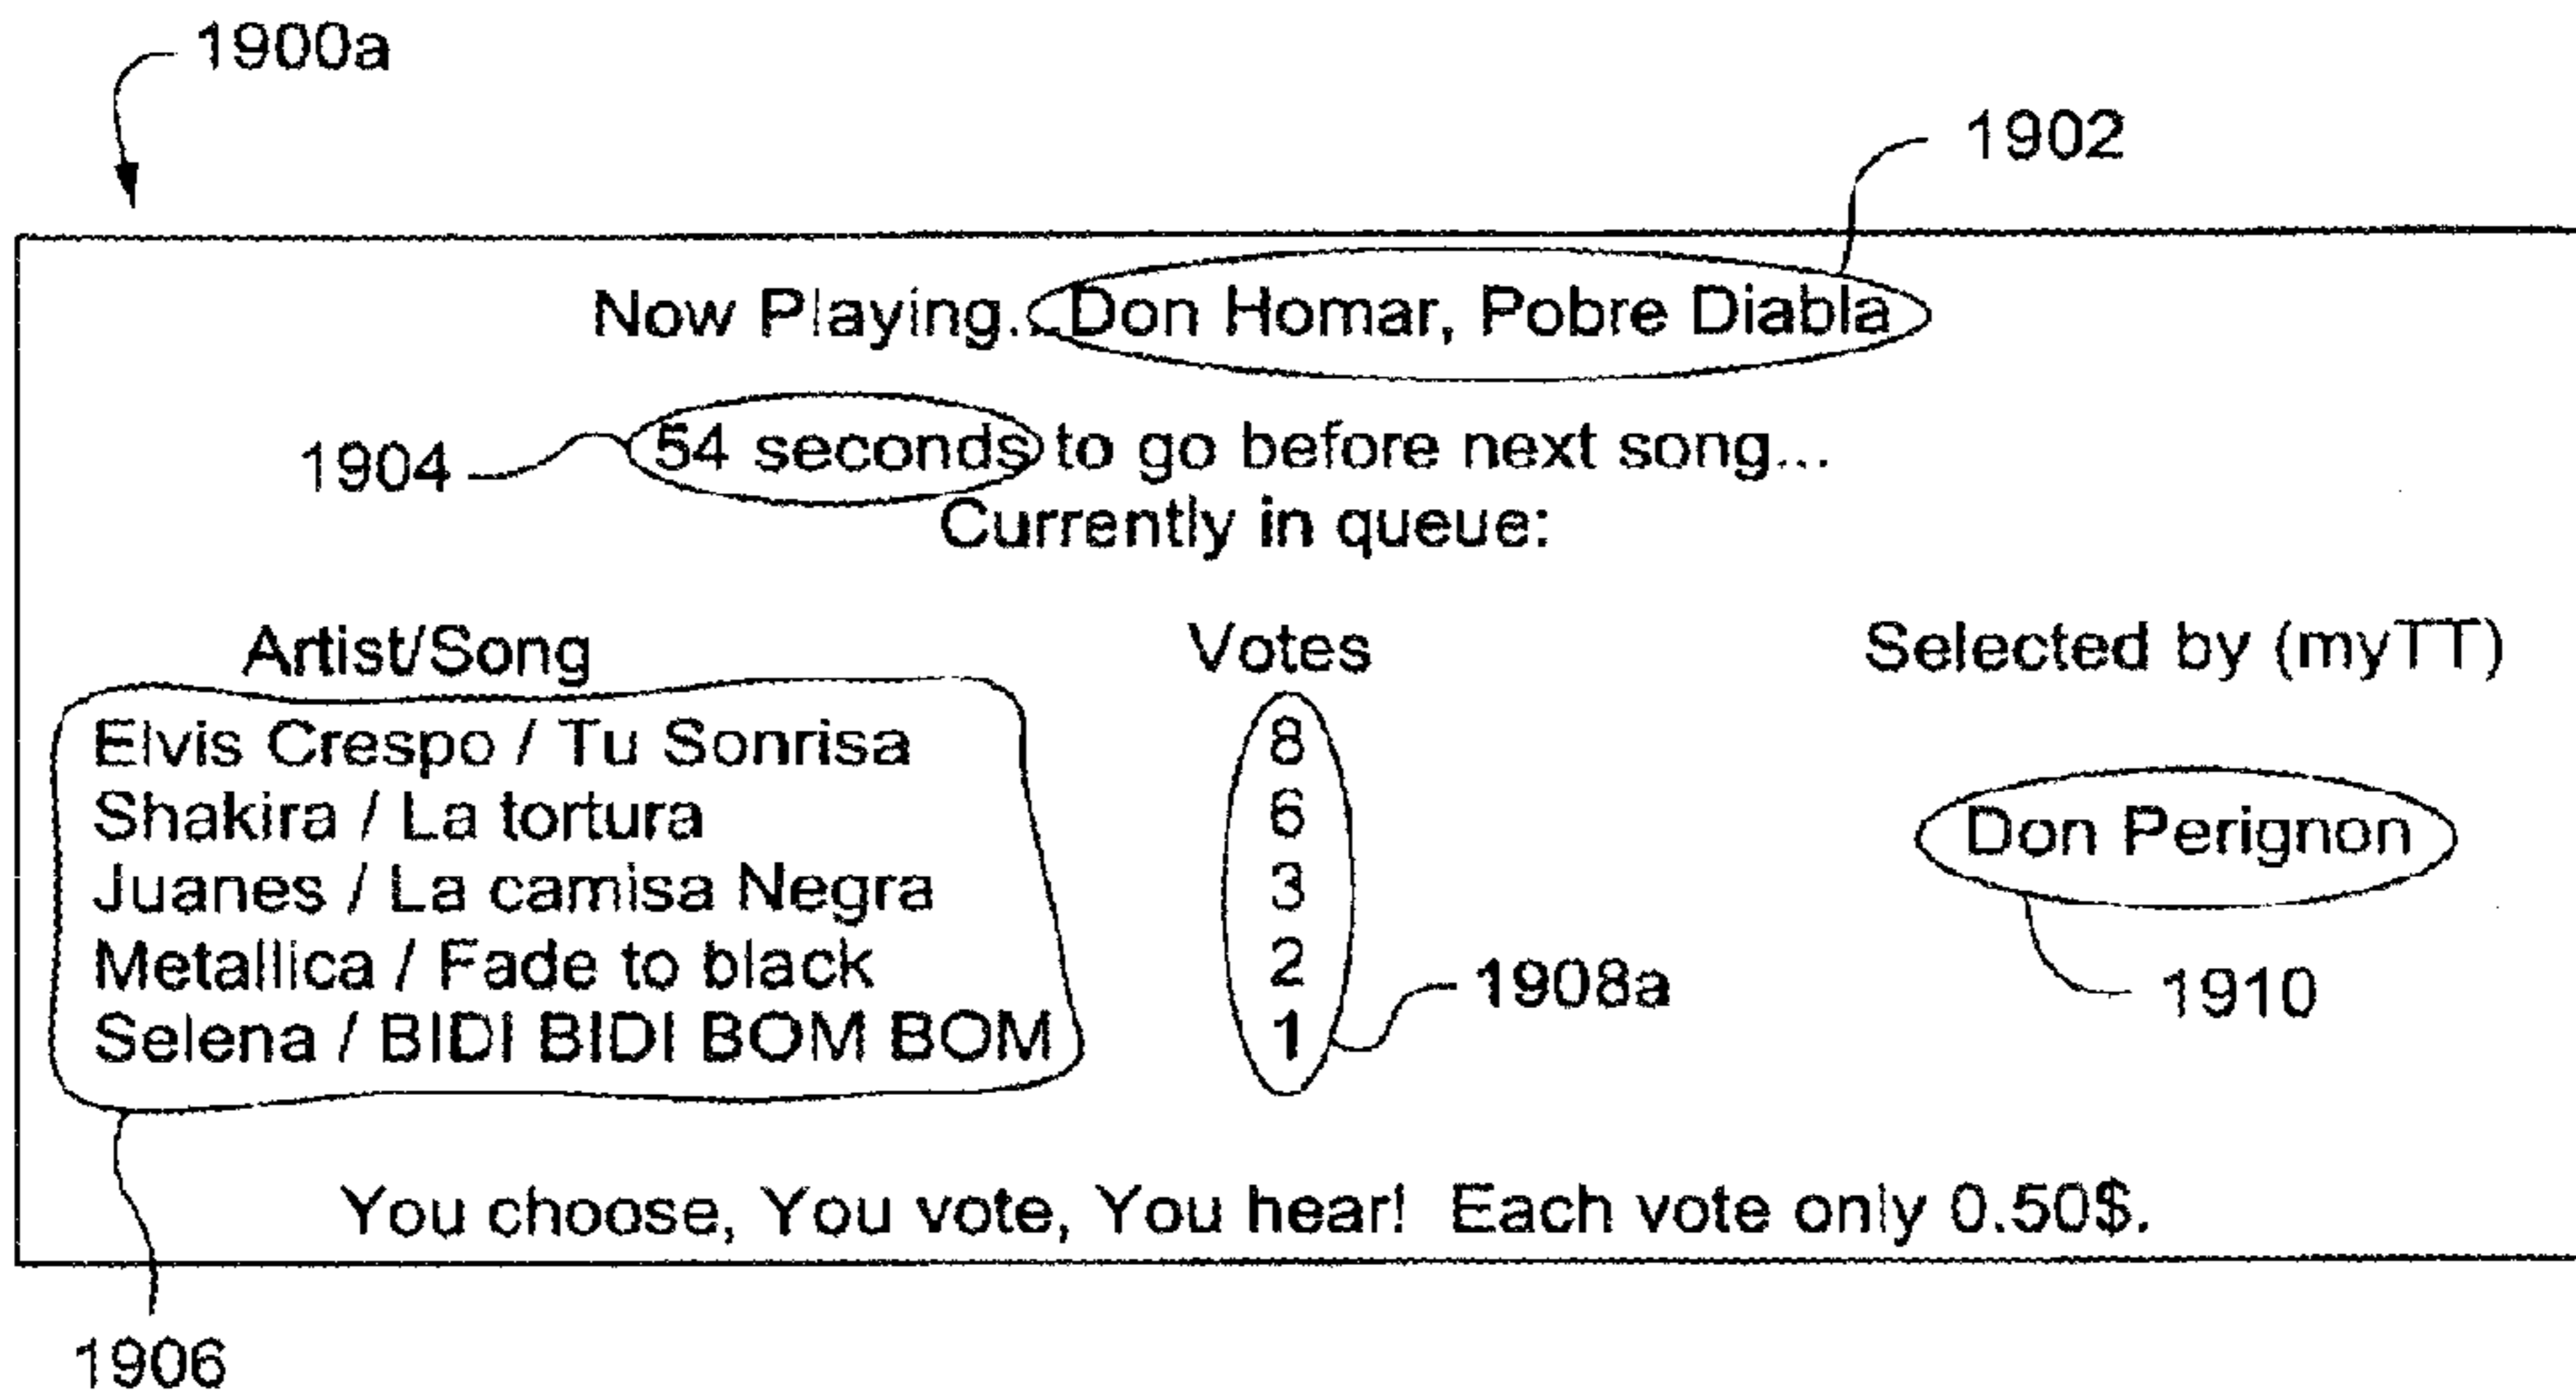 1900a
1902
Now Playing...Don Homar, Pobre Diabla
1904 54 seconds to go before next song...
Currently in queue:
Artist/Song Votes Selected by (myTT)
Elvis Crespo / Tu Sonrisa 8
Shakira / La tortura 6 Don Perignon
Juanes / La camisa Negra 3
Metallica / Fade to black 2 1908a 1910
Selena / BIDI BIDI BOM BOM 1
You choose, You vote, You hear! Each vote only 0.50$.
1906